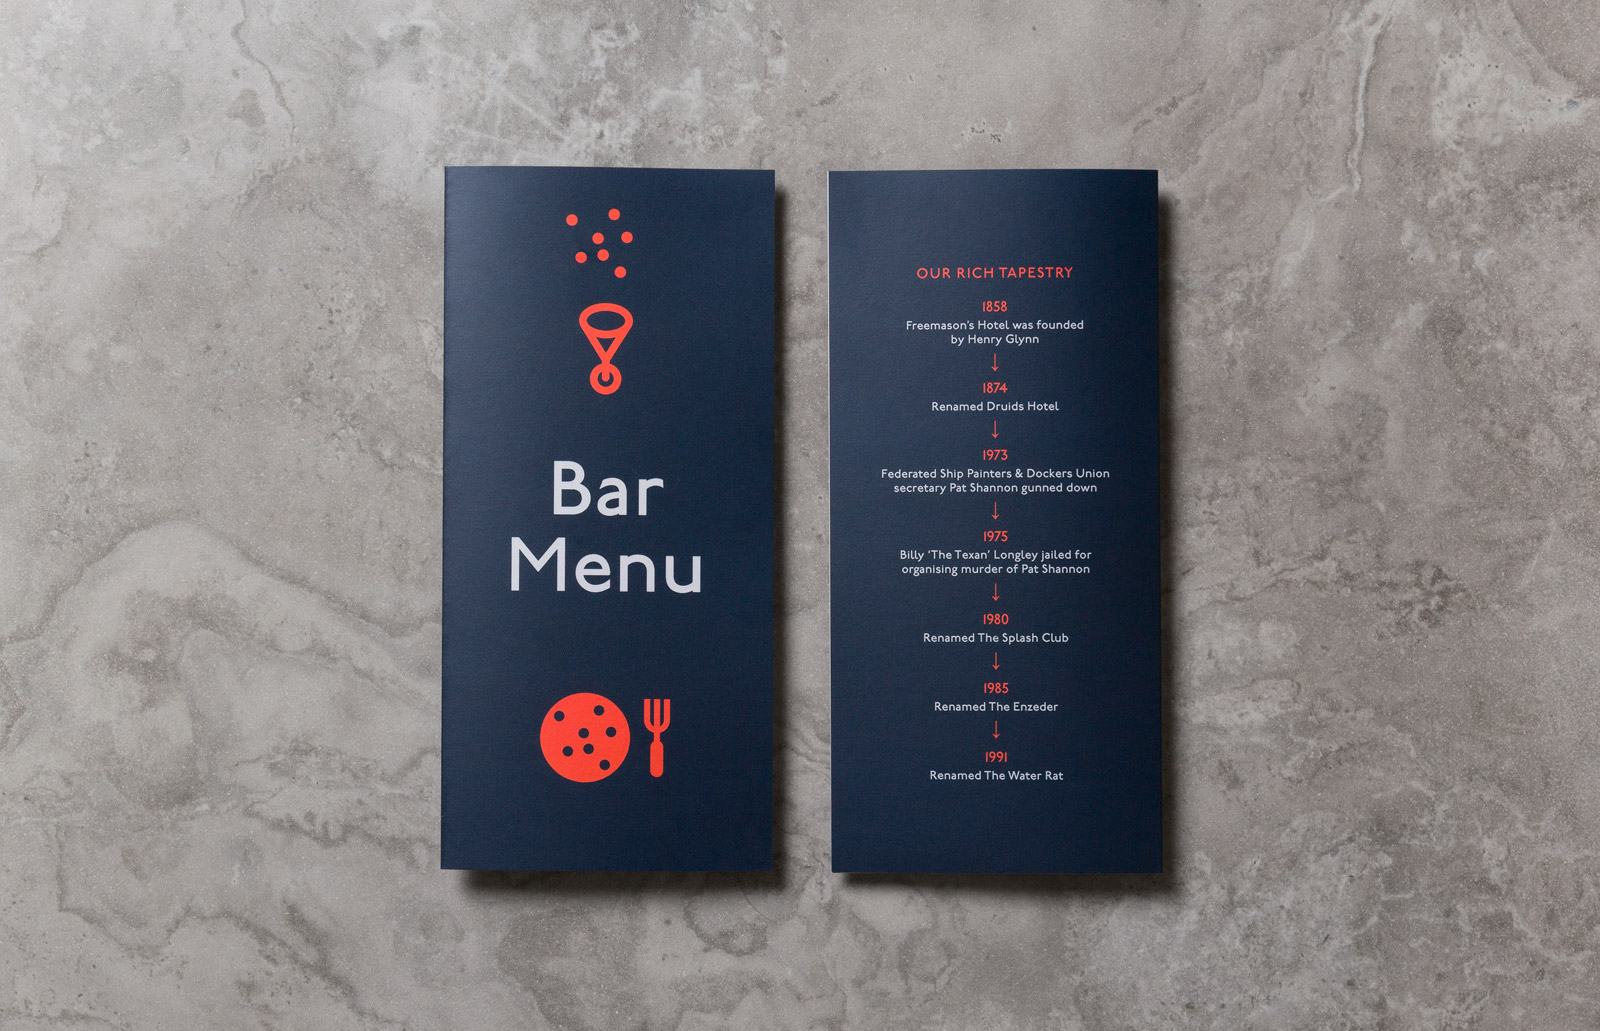 Bar
Menu
OUR RICH TAPESTRY
1858
Freemason's Hotel was founded
by Henry Glynn
↓
1874
Renamed Druids Hotel
↓
1973
Federated Ship Painters & Dockers Union
secretary Pat Shannon gunned down
↓
1975
Billy 'The Texan' Longley jailed for
organising murder of Pat Shannon
↓
1980
Renamed The Splash Club
↓
1985
Renamed The Enzeder
↓
1991
Renamed The Water Rat